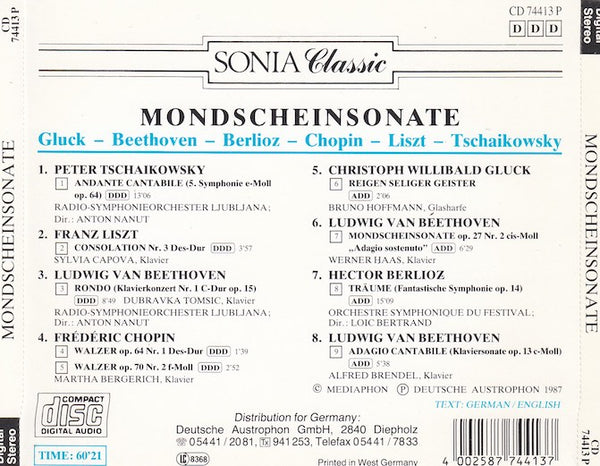 CD 74413 P
DDD
SONIA Classic
MONDSCHEINSONATE
Gluck – Beethoven – Berlioz – Chopin – Liszt – Tschaikowsky
1. PETER TSCHAIKOWSKY
1 ANDANTE CANTABILE (5. Symphonie e-Moll
op. 64) DDD 13'06
RADIO-SYMPHONIEORCHESTER LJUBLJANA;
Dir.: ANTON NANUT
2. FRANZ LISZT
2 CONSOLATION Nr. 3 Des-Dur DDD 3'57
SYLVIA CAPOVA, Klavier
3. LUDWIG VAN BEETHOVEN
3 RONDO (Klavierkonzert Nr. 1 C-Dur op. 15)
DDD 8'49 DUBRAVKA TOMSIC, Klavier
RADIO-SYMPHONIEORCHESTER LJUBLJANA;
Dir.: ANTON NANUT
4. FRÉDÉRIC CHOPIN
4 WALZER op. 64 Nr. 1 Des-Dur DDD 1'39
5 WALZER op. 70 Nr. 2 f-Moll DDD 2'52
MARTHA BERGERICH, Klavier
5. CHRISTOPH WILLIBALD GLUCK
6 REIGEN SELIGER GEISTER
ADD 2'06
BRUNO HOFFMANN, Glasharfe
6. LUDWIG VAN BEETHOVEN
7 MONDSCHEINSONATE op. 27 Nr. 2 cis-Moll
„Adagio sostenuto" ADD 6'29
WERNER HAAS, Klavier
7. HECTOR BERLIOZ
8 TRÄUME (Fantastische Symphonie op. 14)
ADD 15'09
ORCHESTRE SYMPHONIQUE DU FESTIVAL;
Dir.: LOIC BERTRAND
8. LUDWIG VAN BEETHOVEN
9 ADAGIO CANTABILE (Klaviersonate op. 13 c-Moll)
ADD 5'38
ALFRED BRENDEL, Klavier
© MEDIAPHON ℗ DEUTSCHE AUSTROPHON 1987
TEXT: GERMAN / ENGLISH
COMPACT
disc
DIGITAL AUDIO
TIME: 60'21
Distribution for Germany:
Deutsche Austrophon GmbH, 2840 Diepholz
☎ 05441 / 2081, Tx 941253, Telefax 05441 / 7833
LC 8368
Printed in West Germany
4 002587 744137
CD
74413 P
MONDSCHEINSONATE
Digital
Stereo
Digital
Stereo
MONDSCHEINSONATE
CD
74413 P